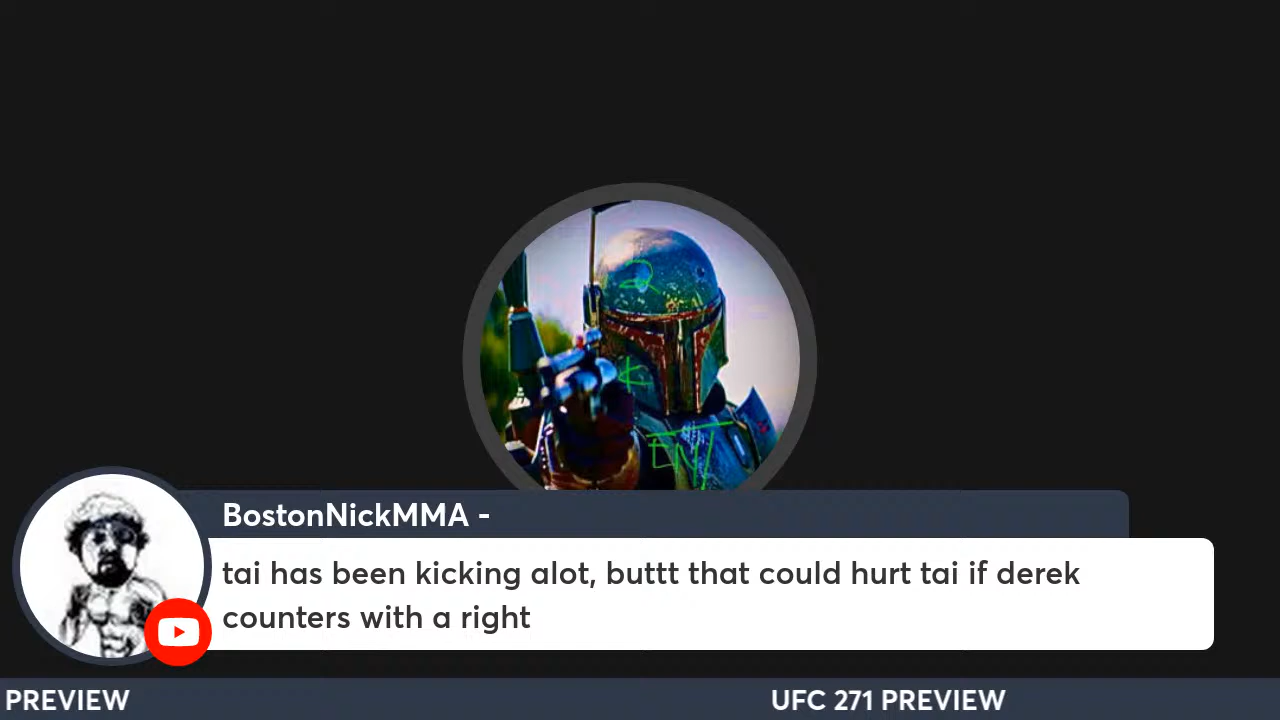 BostonNickMMA -
tai has been kicking alot, buttt that could hurt tai if derek
counters with a right
PREVIEW
UFC 271 PREVIEW